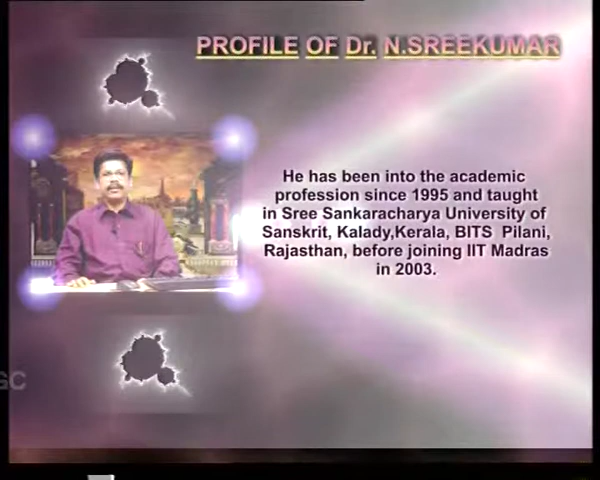 PROFILE OF Dr. N.SREEKUMAR
He has been into the academic
profession since 1995 and taught
in Sree Sankaracharya University of
Sanskrit, Kalady,Kerala, BITS Pilani,
Rajasthan, before joining IIT Madras
in 2003.
GC